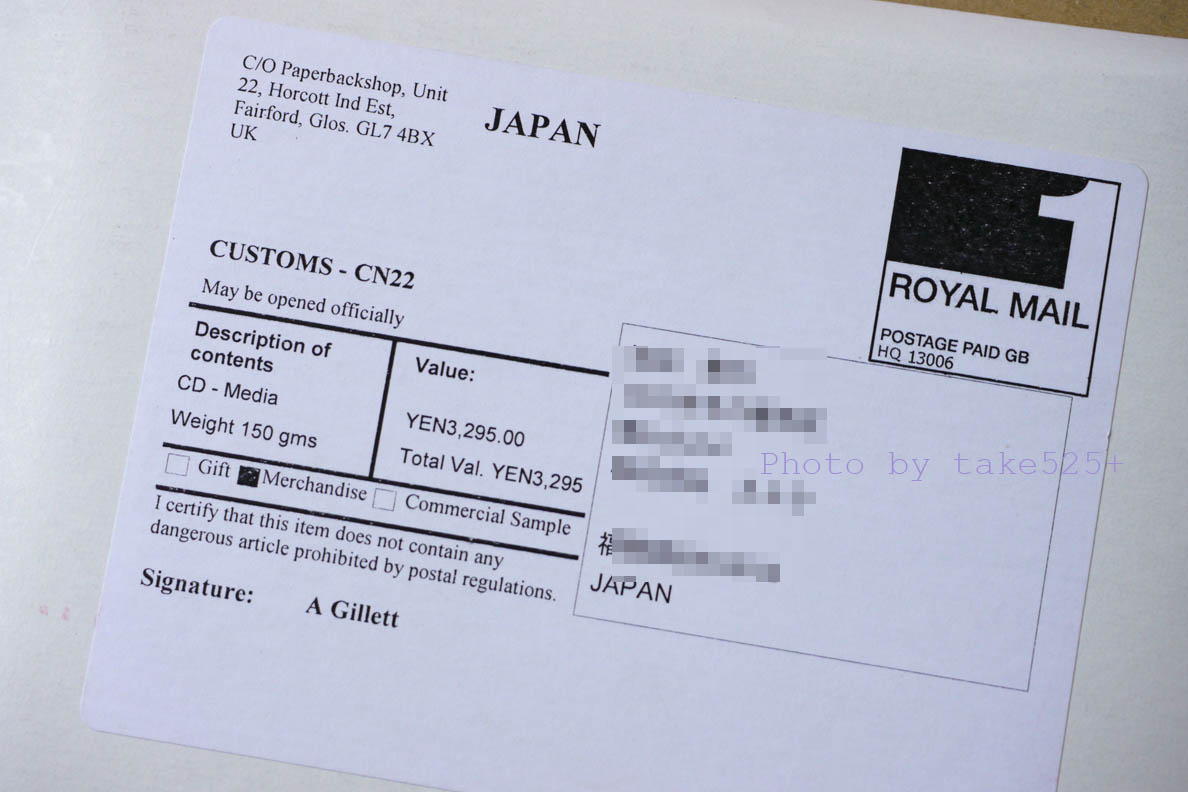 C/O Paperbackshop, Unit
22, Horcott Ind Est,
Fairford, Glos. GL7 4BX
UK
JAPAN
1
ROYAL MAIL
POSTAGE PAID GB
HQ 13006
CUSTOMS - CN22
May be opened officially
Description of
contents
CD - Media
Weight 150 gms
Value:
YEN3,295.00
Total Val. YEN3,295
Gift Merchandise Commercial Sample
I certify that this item does not contain any
dangerous article prohibited by postal regulations.
Signature: A Gillett
福
JAPAN
Photo by take525+